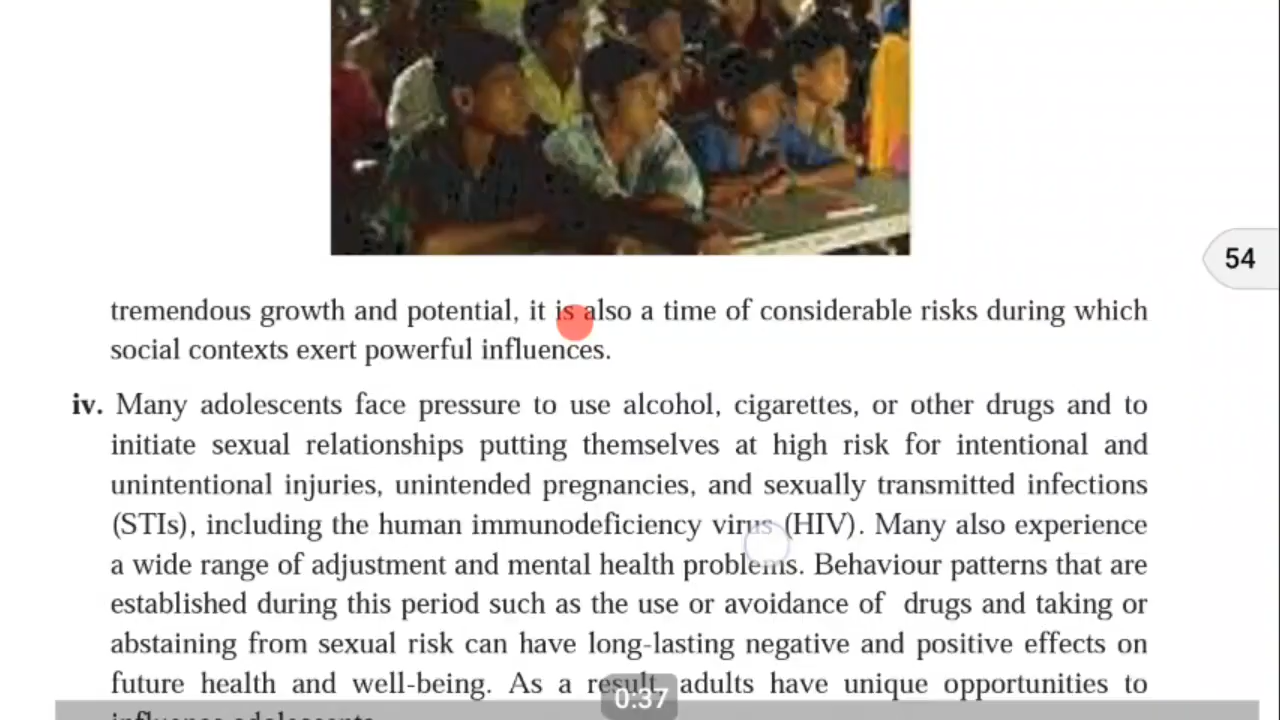 54
tremendous growth and potential, it is also a time of considerable risks during which
social contexts exert powerful influences.
iv. Many adolescents face pressure to use alcohol, cigarettes, or other drugs and to
initiate sexual relationships putting themselves at high risk for intentional and
unintentional injuries, unintended pregnancies, and sexually transmitted infections
(STIs), including the human immunodeficiency virus (HIV). Many also experience
a wide range of adjustment and mental health problems. Behaviour patterns that are
established during this period such as the use or avoidance of drugs and taking or
abstaining from sexual risk can have long-lasting negative and positive effects on
future health and well-being. As a result, adults have unique opportunities to
influence adolescents.
0:37